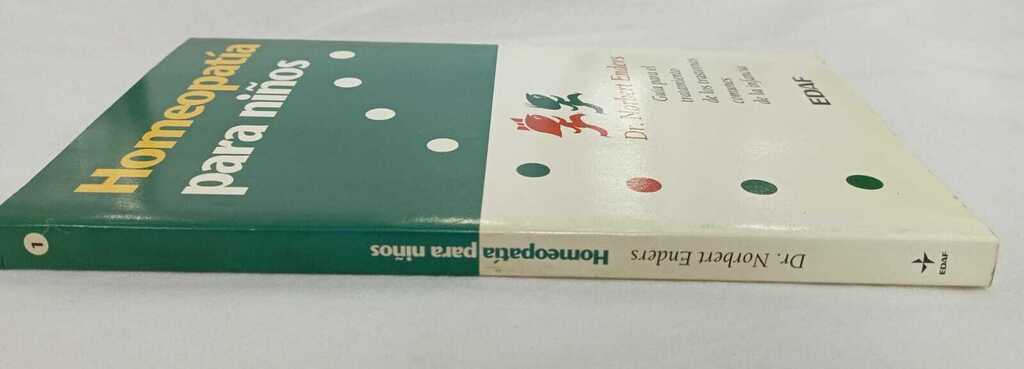 Homeopatía
para niños
Dr. Norbert Enders
Guía para el
tratamiento
de los trastornos
comunes
de la infancia
EDAF
1
Homeopatía para niños
Dr. Norbert Enders
EDAF